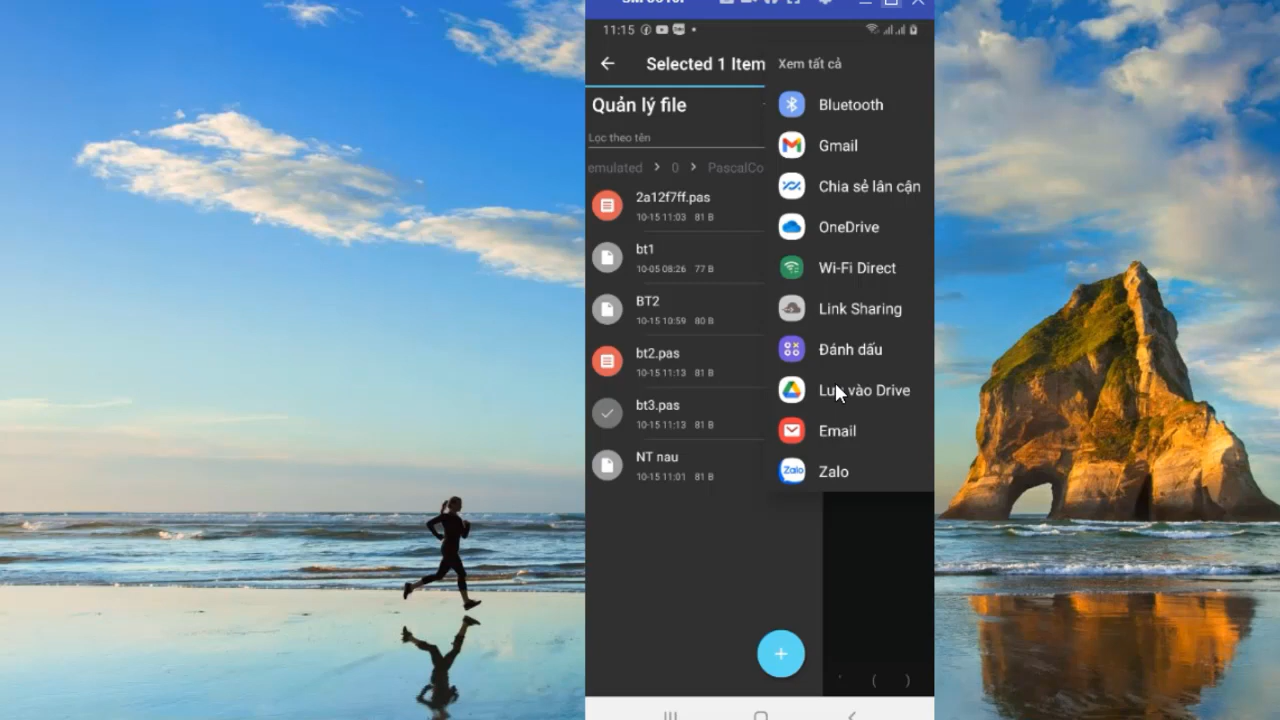 11:15
Selected 1 Item
Xem tất cả
Quản lý file
Lọc theo tên
emulated > 0 > PascalCo
2a12f7ff.pas
10-15 11:03 81 B
bt1
10-05 08:26 77 B
BT2
10-15 10:59 80 B
bt2.pas
10-15 11:13 81 B
bt3.pas
10-15 11:13 81 B
NT nau
10-15 11:01 81 B
Bluetooth
Gmail
Chia sẻ lân cận
OneDrive
Wi-Fi Direct
Link Sharing
Đánh dấu
Lưu vào Drive
Email
Zalo
Zalo
+
' ( )